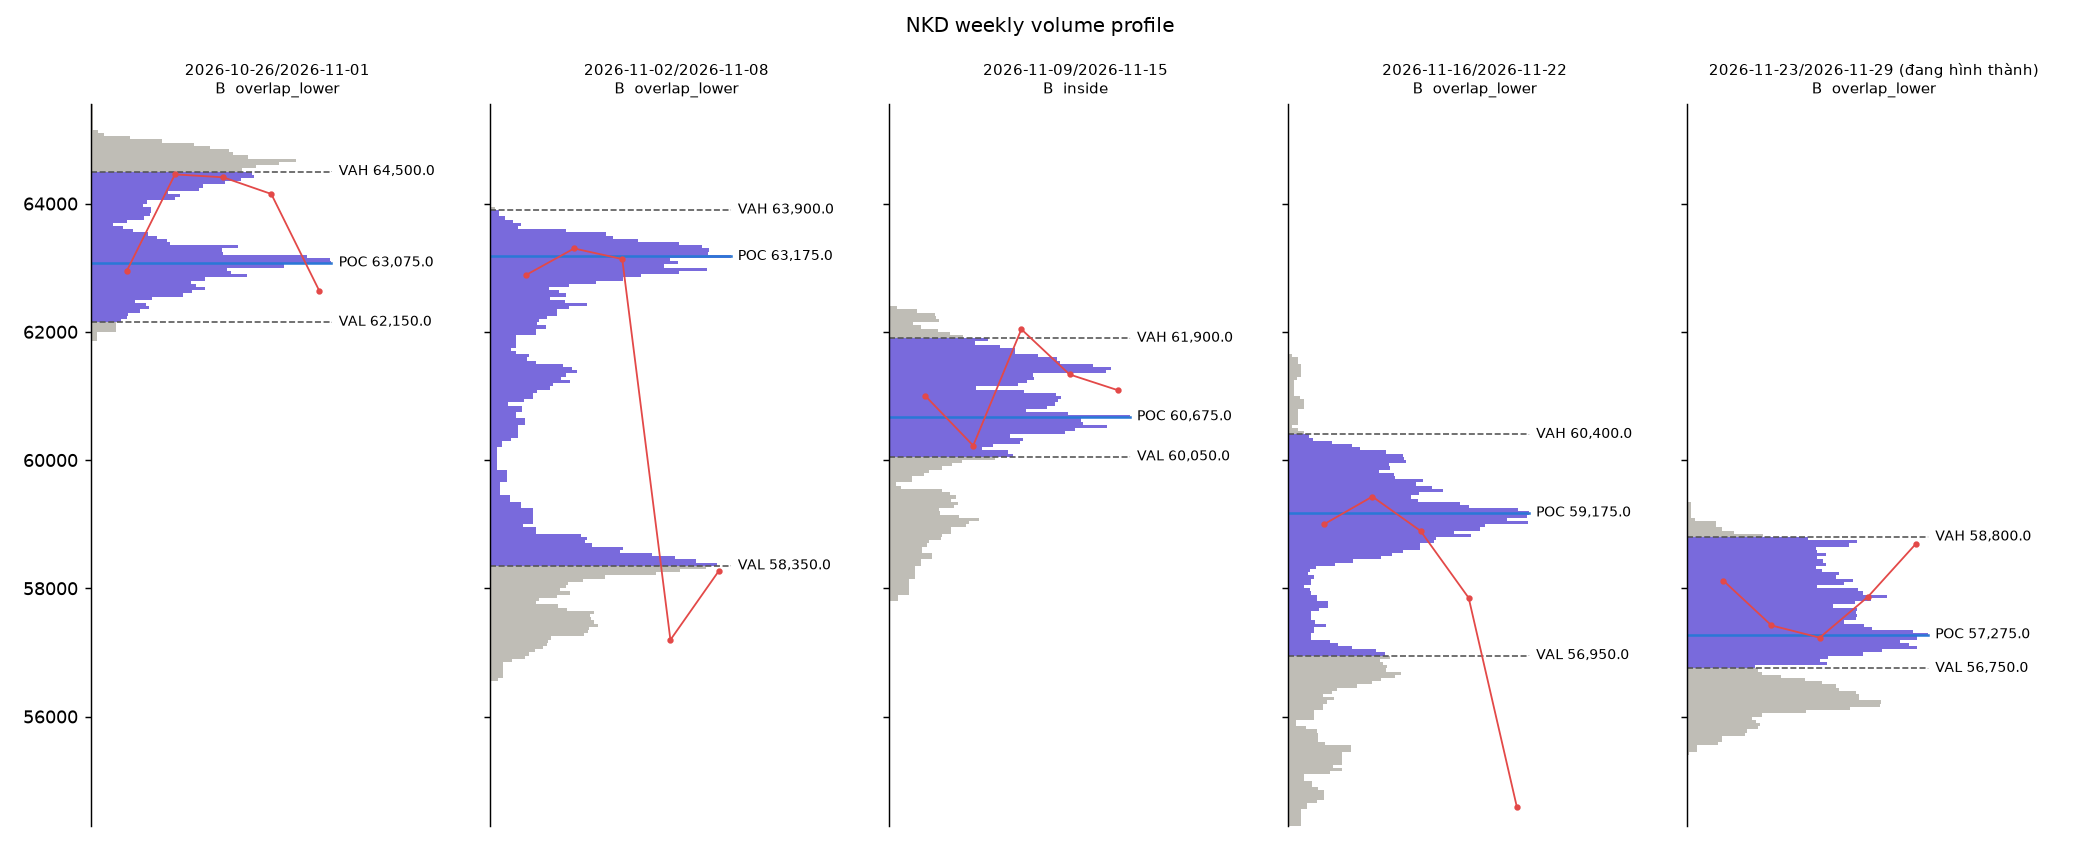 NKD weekly volume profile
2026-10-26/2026-11-01
B  overlap_lower
2026-11-02/2026-11-08
B  overlap_lower
2026-11-09/2026-11-15
B  inside
2026-11-16/2026-11-22
B  overlap_lower
2026-11-23/2026-11-29 (đang hình thành)
B  overlap_lower
64000
62000
60000
58000
56000
VAH 64,500.0
POC 63,075.0
VAL 62,150.0
VAH 63,900.0
POC 63,175.0
VAL 58,350.0
VAH 61,900.0
POC 60,675.0
VAL 60,050.0
VAH 60,400.0
POC 59,175.0
VAL 56,950.0
VAH 58,800.0
POC 57,275.0
VAL 56,750.0